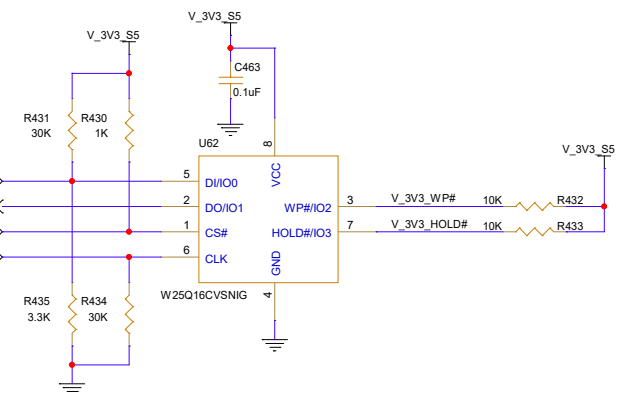 V_3V3_S5
V_3V3_S5
C463
0.1uF
R431
30K
R430
1K
U62
8
VCC
V_3V3_S5
5
DI/IO0
2
DO/IO1
WP#/IO2
3
V_3V3_WP#
10K
R432
1
CS#
HOLD#/IO3
7
V_3V3_HOLD#
10K
R433
6
CLK
GND
4
W25Q16CVSNIG
R435
3.3K
R434
30K